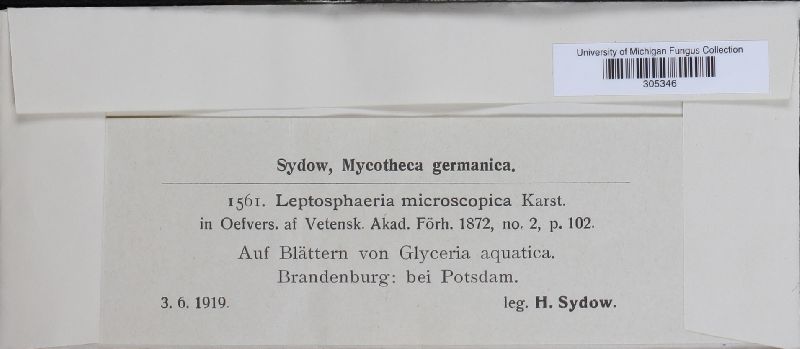 University of Michigan Fungus Collection
305346
Sydow, Mycotheca germanica.
1561. Leptosphaeria microscopica Karst.
in Oefvers. af Vetensk. Akad. Förh. 1872, no. 2, p. 102.
Auf Blättern von Glyceria aquatica.
Brandenburg: bei Potsdam.
3. 6. 1919. leg. H. Sydow.